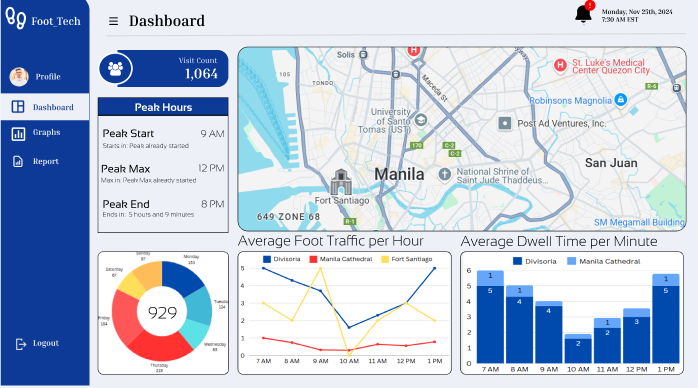 Foot_Tech
Profile
Dashboard
Graphs
Report
Logout
☰ Dashboard
1
Monday, Nov 25th, 2024
7:30 AM EST
Visit Count
1,064
Peak Hours
Peak Start 9 AM
Starts in: Peak already started
Peak Max 12 PM
Max in: Peak Max already started
Peak End 8 PM
Ends in: 5 hours and 9 minutes
Solis
105
TONDO
Maceda St
University
of Santo
Tomas (UST)
170
C-2
C-2
Manila
Fort Santiago
649 ZONE 68
National Shrine of
Saint Jude Thaddeus...
Post Ad Ventures, Inc.
St. Luke's Medical
Center Quezon City
R-6
Robinsons Magnolia
San Juan
SM Megamall Building
Sunday
97
Monday
Saturday
67
Friday
Wednesday
Thursday
929
Average Foot Traffic per Hour
Divisoria Manila Cathedral Fort Santiago
5
4
3
2
1
0
7 AM 8 AM 9 AM 10 AM 11 AM 12 PM 1 PM
Average Dwell Time per Minute
Divisoria Manila Cathedral
6
5
4
3
2
1
0
1 1 1 1
5 4 4 2 2 3 5
7 AM 8 AM 9 AM 10 AM 11 AM 12 PM 1 PM